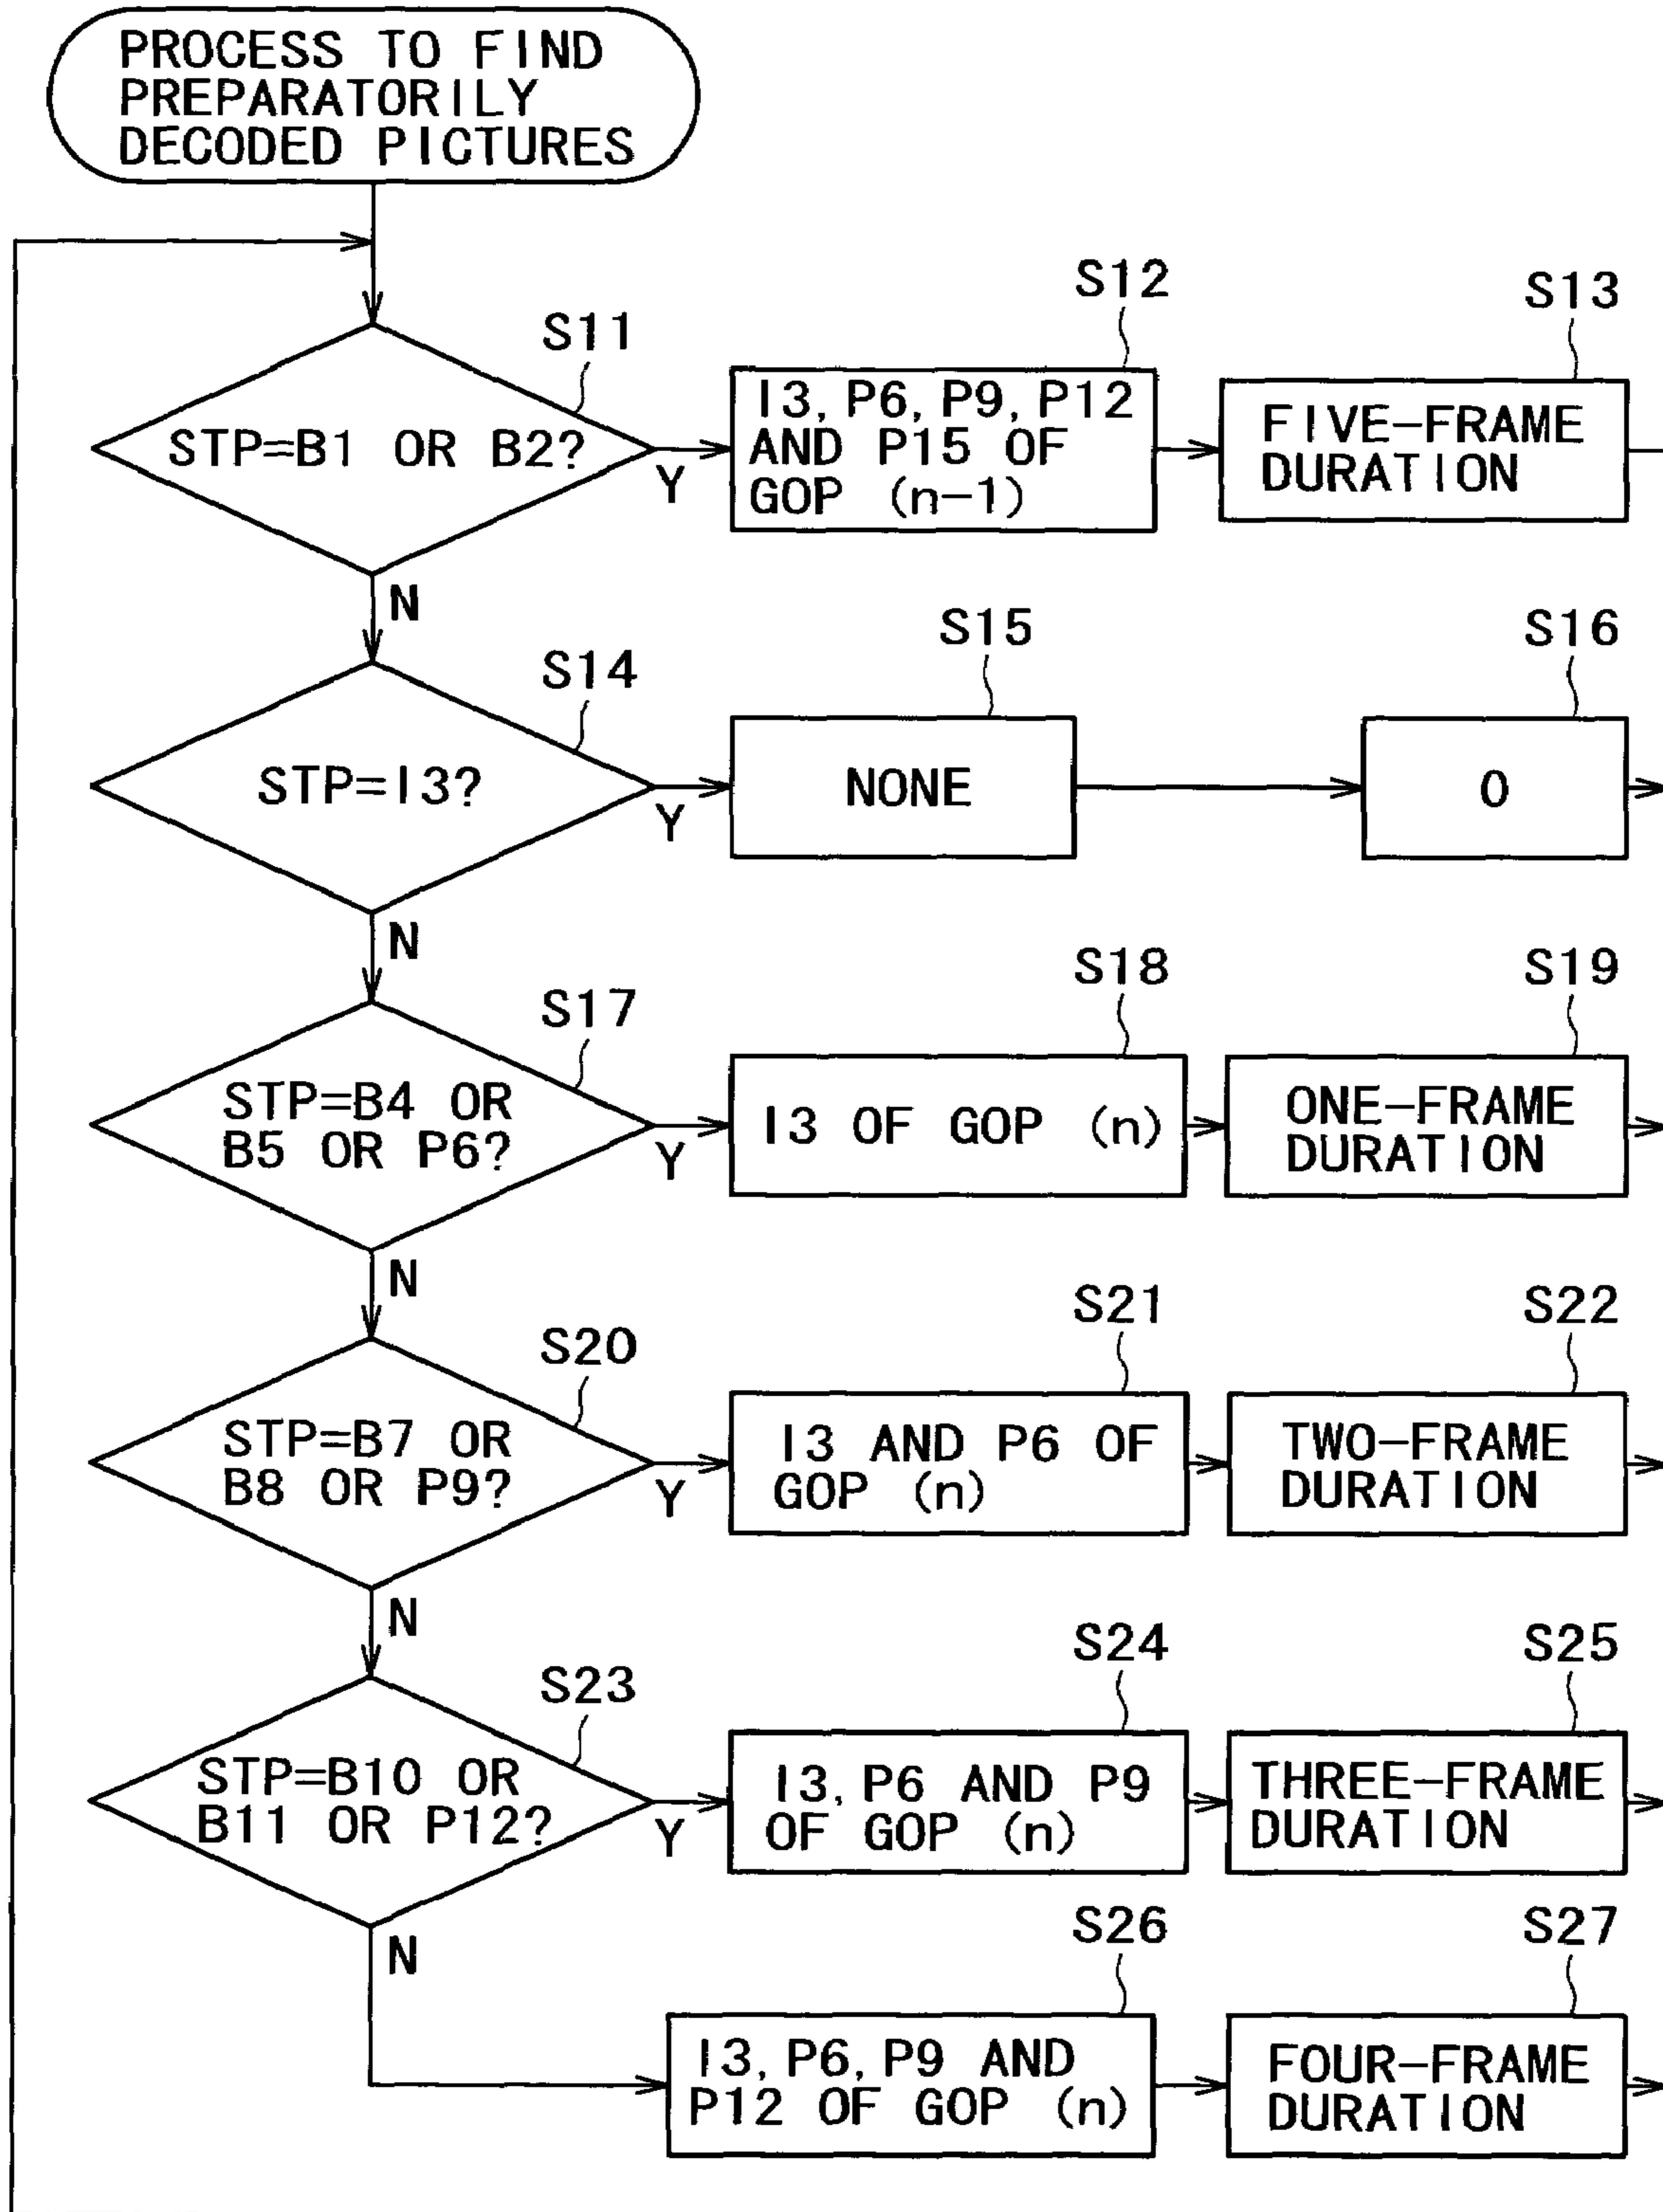 PROCESS TO FIND
PREPARATORILY
DECODED PICTURES
S11
STP=B1 OR B2?
Y
N
S12
I3, P6, P9, P12
AND P15 OF
GOP (n-1)
S13
FIVE-FRAME
DURATION
S14
STP=I3?
Y
N
S15
NONE
S16
0
S17
STP=B4 OR
B5 OR P6?
Y
N
S18
I3 OF GOP (n)
S19
ONE-FRAME
DURATION
S20
STP=B7 OR
B8 OR P9?
Y
N
S21
I3 AND P6 OF
GOP (n)
S22
TWO-FRAME
DURATION
S23
STP=B10 OR
B11 OR P12?
Y
N
S24
I3, P6 AND P9
OF GOP (n)
S25
THREE-FRAME
DURATION
S26
I3, P6, P9 AND
P12 OF GOP (n)
S27
FOUR-FRAME
DURATION